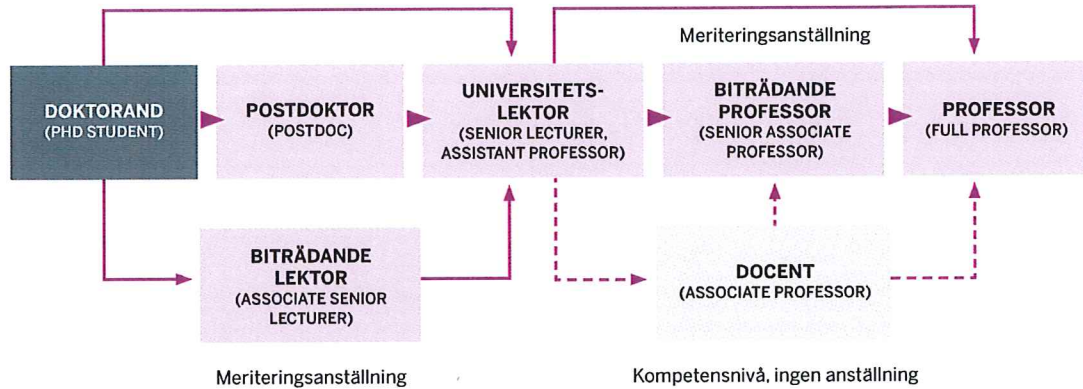 Meriteringsanställning
DOKTORAND
(PHD STUDENT)
POSTDOKTOR
(POSTDOC)
UNIVERSITETS-
LEKTOR
(SENIOR LECTURER,
ASSISTANT PROFESSOR)
BITRÄDANDE
PROFESSOR
(SENIOR ASSOCIATE
PROFESSOR)
PROFESSOR
(FULL PROFESSOR)
BITRÄDANDE
LEKTOR
(ASSOCIATE SENIOR
LECTURER)
DOCENT
(ASSOCIATE PROFESSOR)
Meriteringsanställning
Kompetensnivå, ingen anställning